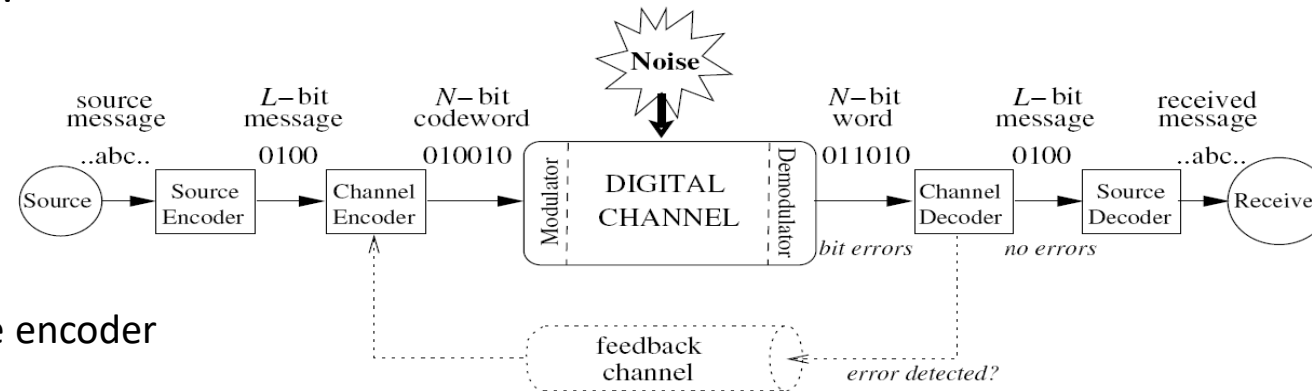 Noise
source
message
..abc..
L-bit
message
0100
N-bit
codeword
010010
N-bit
word
011010
L-bit
message
0100
received
message
..abc..
Source
Source
Encoder
Channel
Encoder
Modulator
DIGITAL
CHANNEL
Demodulator
Channel
Decoder
Source
Decoder
Receive
bit errors
no errors
e encoder
feedback
channel
error detected?